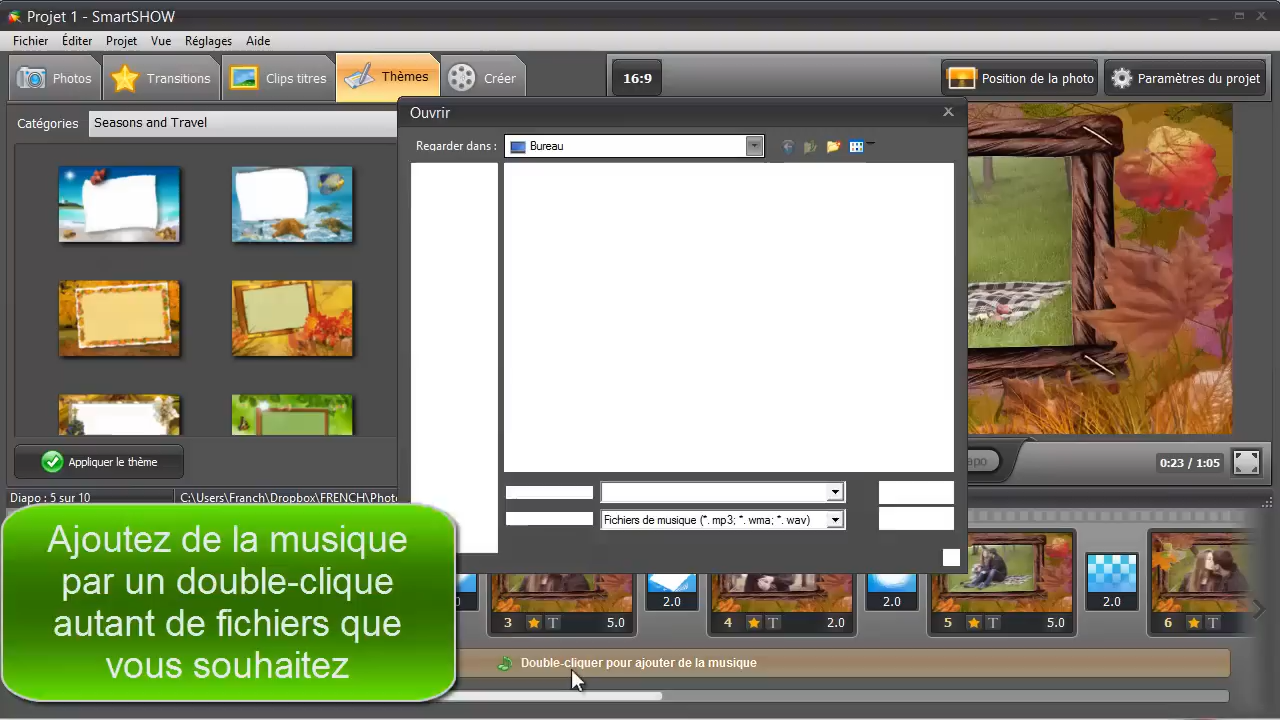 Projet 1 - SmartSHOW
Fichier Éditer Projet Vue Réglages Aide
Photos Transitions Clips titres Thèmes Créer 16:9 Position de la photo Paramètres du projet
Catégories Seasons and Travel
Ouvrir
Regarder dans : Bureau
Appliquer le thème
0:23 / 1:05
Diapo : 5 sur 10 C:\Users\Franch\Dropbox\FRENCH\Photo
Fichiers de musique (*. mp3; *. wma; *. wav)
Ajoutez de la musique
par un double-clique
autant de fichiers que
vous souhaitez
2.0 2.0 2.0
3 T 5.0 4 T 2.0 5 T 5.0 6 T
Double-cliquer pour ajouter de la musique